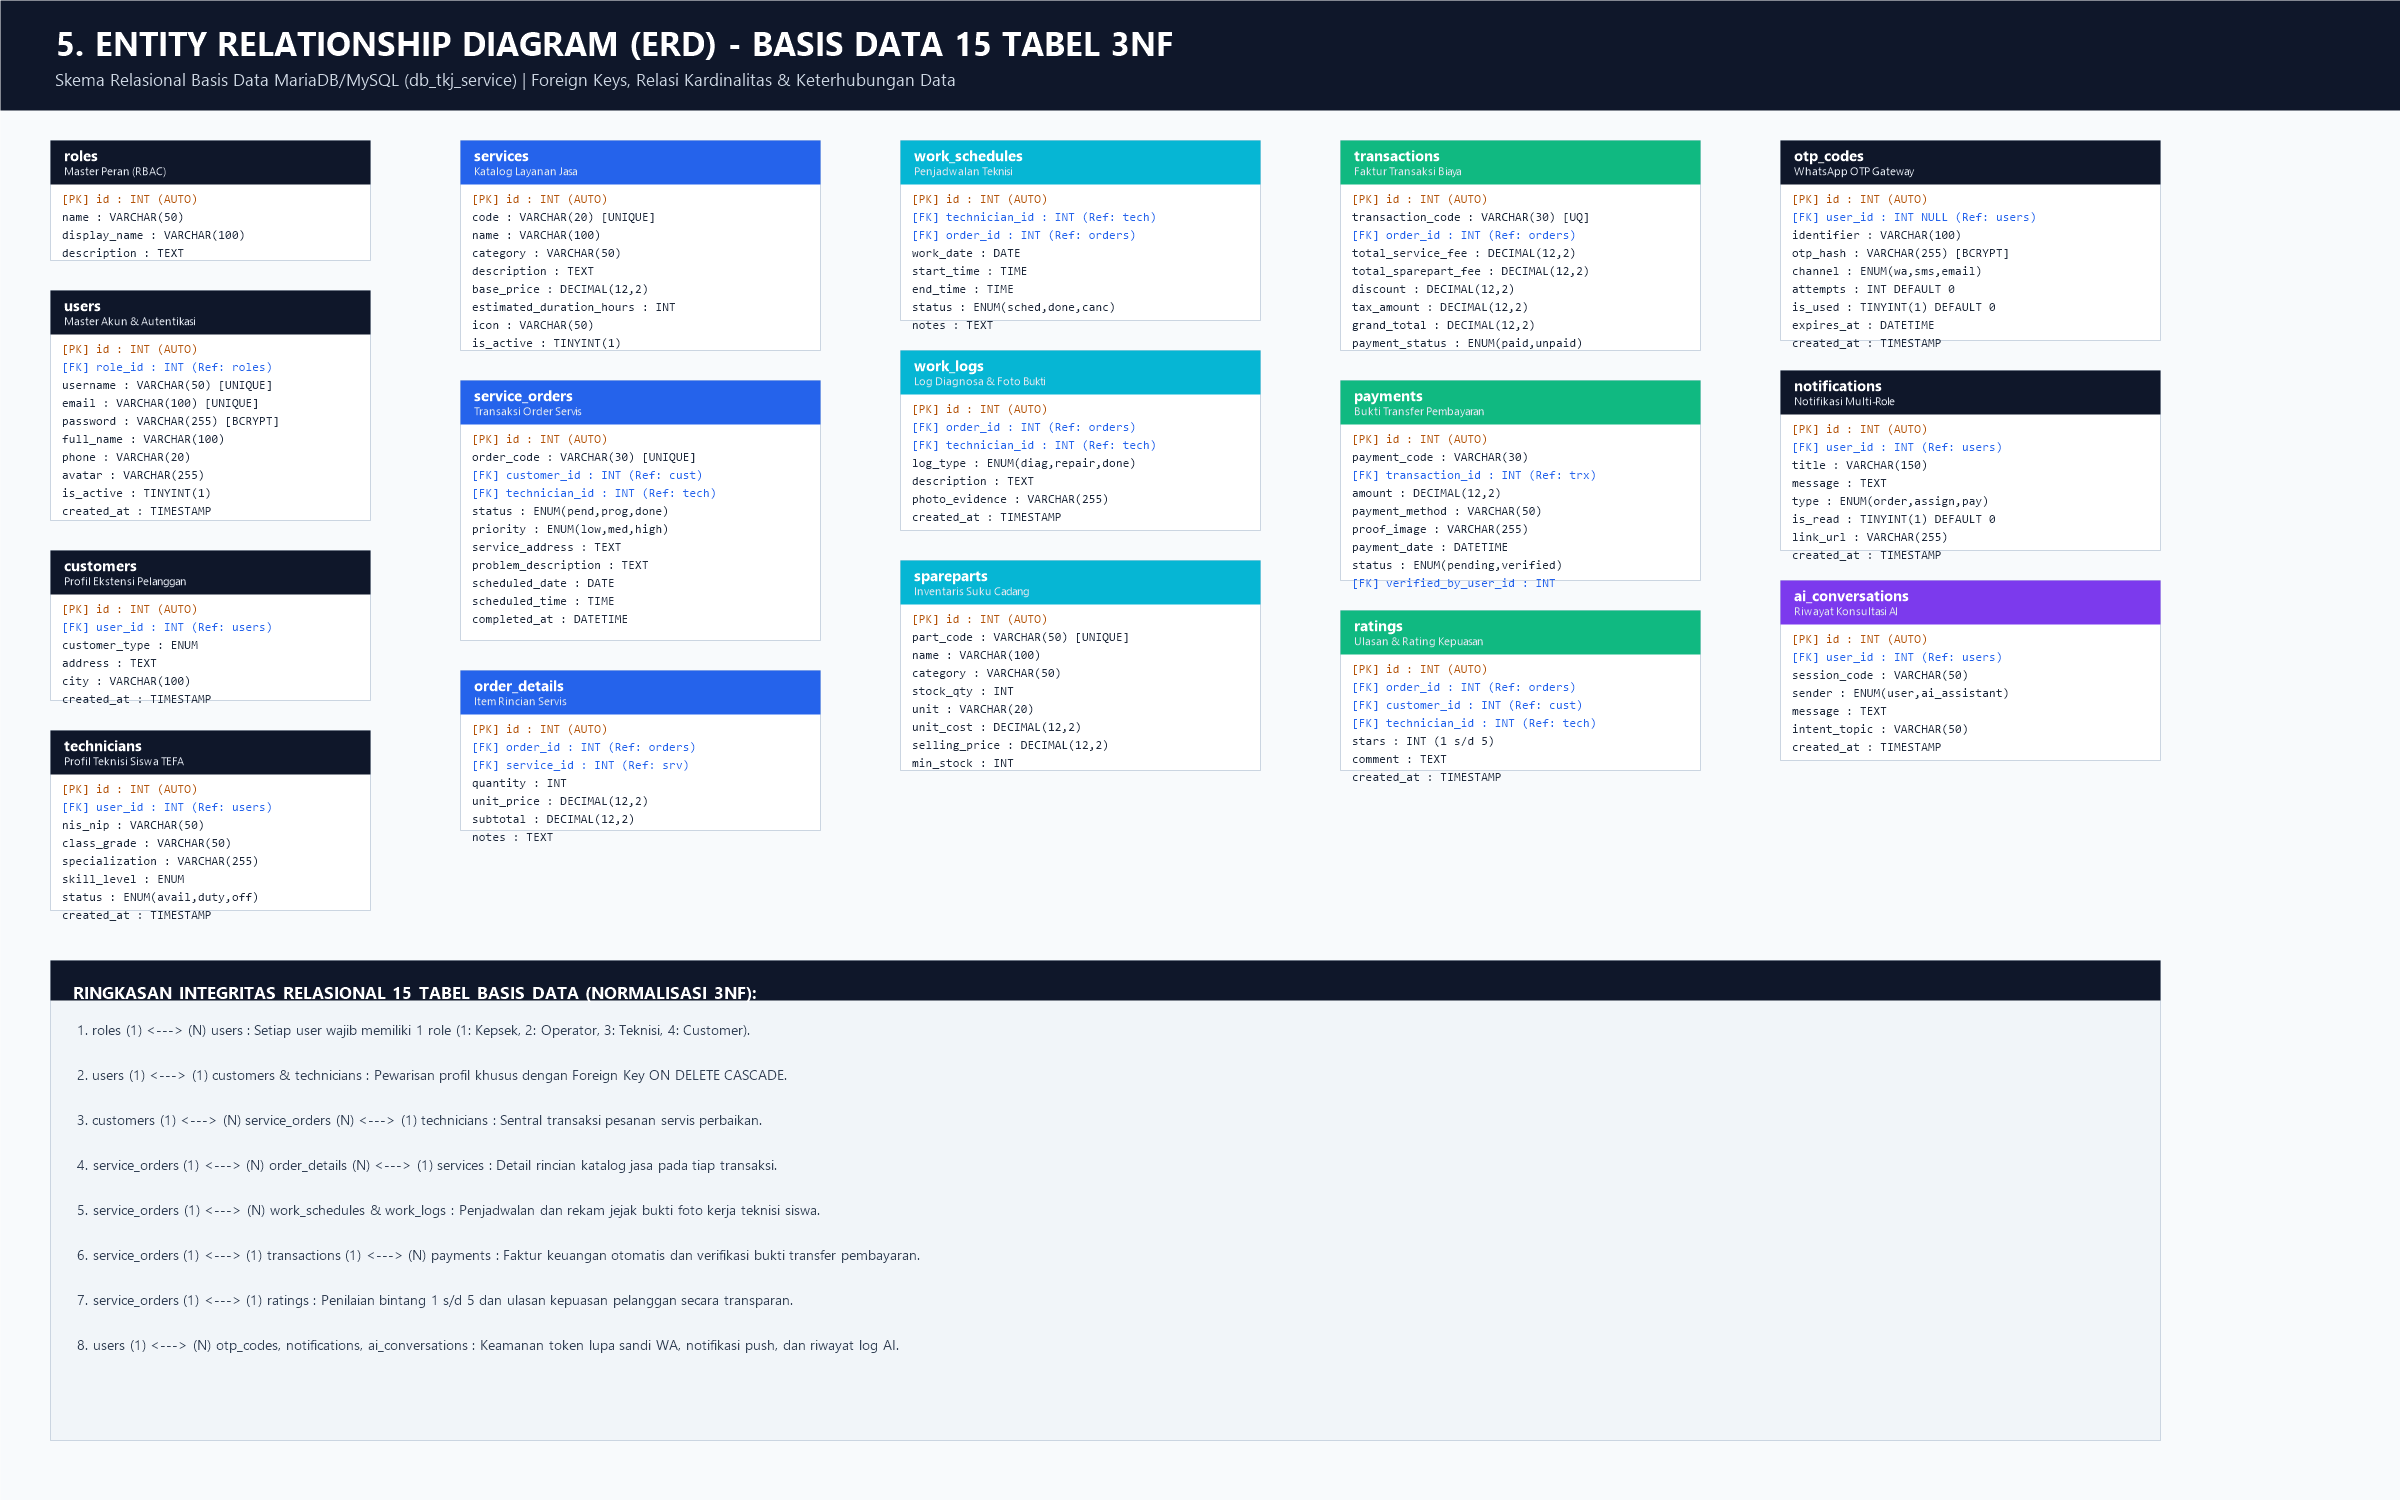 5. ENTITY RELATIONSHIP DIAGRAM (ERD) - BASIS DATA 15 TABEL 3NF
Skema Relasional Basis Data MariaDB/MySQL (db_tkj_service) | Foreign Keys, Relasi Kardinalitas & Keterhubungan Data
roles
Master Peran (RBAC)
[PK] id : INT (AUTO)
name : VARCHAR(50)
display_name : VARCHAR(100)
description : TEXT
users
Master Akun & Autentikasi
[PK] id : INT (AUTO)
[FK] role_id : INT (Ref: roles)
username : VARCHAR(50) [UNIQUE]
email : VARCHAR(100) [UNIQUE]
password : VARCHAR(255) [BCRYPT]
full_name : VARCHAR(100)
phone : VARCHAR(20)
avatar : VARCHAR(255)
is_active : TINYINT(1)
created_at : TIMESTAMP
customers
Profil Ekstensi Pelanggan
[PK] id : INT (AUTO)
[FK] user_id : INT (Ref: users)
customer_type : ENUM
address : TEXT
city : VARCHAR(100)
created_at : TIMESTAMP
technicians
Profil Teknisi Siswa TEFA
[PK] id : INT (AUTO)
[FK] user_id : INT (Ref: users)
nis_nip : VARCHAR(50)
class_grade : VARCHAR(50)
specialization : VARCHAR(255)
skill_level : ENUM
status : ENUM(avail,duty,off)
created_at : TIMESTAMP
services
Katalog Layanan Jasa
[PK] id : INT (AUTO)
code : VARCHAR(20) [UNIQUE]
name : VARCHAR(100)
category : VARCHAR(50)
description : TEXT
base_price : DECIMAL(12,2)
estimated_duration_hours : INT
icon : VARCHAR(50)
is_active : TINYINT(1)
service_orders
Transaksi Order Servis
[PK] id : INT (AUTO)
order_code : VARCHAR(30) [UNIQUE]
[FK] customer_id : INT (Ref: cust)
[FK] technician_id : INT (Ref: tech)
status : ENUM(pend,prog,done)
priority : ENUM(low,med,high)
service_address : TEXT
problem_description : TEXT
scheduled_date : DATE
scheduled_time : TIME
completed_at : DATETIME
order_details
Item Rincian Servis
[PK] id : INT (AUTO)
[FK] order_id : INT (Ref: orders)
[FK] service_id : INT (Ref: srv)
quantity : INT
unit_price : DECIMAL(12,2)
subtotal : DECIMAL(12,2)
notes : TEXT
work_schedules
Penjadwalan Teknisi
[PK] id : INT (AUTO)
[FK] technician_id : INT (Ref: tech)
[FK] order_id : INT (Ref: orders)
work_date : DATE
start_time : TIME
end_time : TIME
status : ENUM(sched,done,canc)
notes : TEXT
work_logs
Log Diagnosa & Foto Bukti
[PK] id : INT (AUTO)
[FK] order_id : INT (Ref: orders)
[FK] technician_id : INT (Ref: tech)
log_type : ENUM(diag,repair,done)
description : TEXT
photo_evidence : VARCHAR(255)
created_at : TIMESTAMP
spareparts
Inventaris Suku Cadang
[PK] id : INT (AUTO)
part_code : VARCHAR(50) [UNIQUE]
name : VARCHAR(100)
category : VARCHAR(50)
stock_qty : INT
unit : VARCHAR(20)
unit_cost : DECIMAL(12,2)
selling_price : DECIMAL(12,2)
min_stock : INT
transactions
Faktur Transaksi Biaya
[PK] id : INT (AUTO)
transaction_code : VARCHAR(30) [UQ]
[FK] order_id : INT (Ref: orders)
total_service_fee : DECIMAL(12,2)
total_sparepart_fee : DECIMAL(12,2)
discount : DECIMAL(12,2)
tax_amount : DECIMAL(12,2)
grand_total : DECIMAL(12,2)
payment_status : ENUM(paid,unpaid)
payments
Bukti Transfer Pembayaran
[PK] id : INT (AUTO)
payment_code : VARCHAR(30)
[FK] transaction_id : INT (Ref: trx)
amount : DECIMAL(12,2)
payment_method : VARCHAR(50)
proof_image : VARCHAR(255)
payment_date : DATETIME
status : ENUM(pending,verified)
[FK] verified_by_user_id : INT
ratings
Ulasan & Rating Kepuasan
[PK] id : INT (AUTO)
[FK] order_id : INT (Ref: orders)
[FK] customer_id : INT (Ref: cust)
[FK] technician_id : INT (Ref: tech)
stars : INT (1 s/d 5)
comment : TEXT
created_at : TIMESTAMP
otp_codes
WhatsApp OTP Gateway
[PK] id : INT (AUTO)
[FK] user_id : INT NULL (Ref: users)
identifier : VARCHAR(100)
otp_hash : VARCHAR(255) [BCRYPT]
channel : ENUM(wa,sms,email)
attempts : INT DEFAULT 0
is_used : TINYINT(1) DEFAULT 0
expires_at : DATETIME
created_at : TIMESTAMP
notifications
Notifikasi Multi-Role
[PK] id : INT (AUTO)
[FK] user_id : INT (Ref: users)
title : VARCHAR(150)
message : TEXT
type : ENUM(order,assign,pay)
is_read : TINYINT(1) DEFAULT 0
link_url : VARCHAR(255)
created_at : TIMESTAMP
ai_conversations
Riwayat Konsultasi AI
[PK] id : INT (AUTO)
[FK] user_id : INT (Ref: users)
session_code : VARCHAR(50)
sender : ENUM(user,ai_assistant)
message : TEXT
intent_topic : VARCHAR(50)
created_at : TIMESTAMP
RINGKASAN INTEGRITAS RELASIONAL 15 TABEL BASIS DATA (NORMALISASI 3NF):
1. roles (1) <---> (N) users : Setiap user wajib memiliki 1 role (1: Kepsek, 2: Operator, 3: Teknisi, 4: Customer).
2. users (1) <---> (1) customers & technicians : Pewarisan profil khusus dengan Foreign Key ON DELETE CASCADE.
3. customers (1) <---> (N) service_orders (N) <---> (1) technicians : Sentral transaksi pesanan servis perbaikan.
4. service_orders (1) <---> (N) order_details (N) <---> (1) services : Detail rincian katalog jasa pada tiap transaksi.
5. service_orders (1) <---> (N) work_schedules & work_logs : Penjadwalan dan rekam jejak bukti foto kerja teknisi siswa.
6. service_orders (1) <---> (1) transactions (1) <---> (N) payments : Faktur keuangan otomatis dan verifikasi bukti transfer pembayaran.
7. service_orders (1) <---> (1) ratings : Penilaian bintang 1 s/d 5 dan ulasan kepuasan pelanggan secara transparan.
8. users (1) <---> (N) otp_codes, notifications, ai_conversations : Keamanan token lupa sandi WA, notifikasi push, dan riwayat log AI.